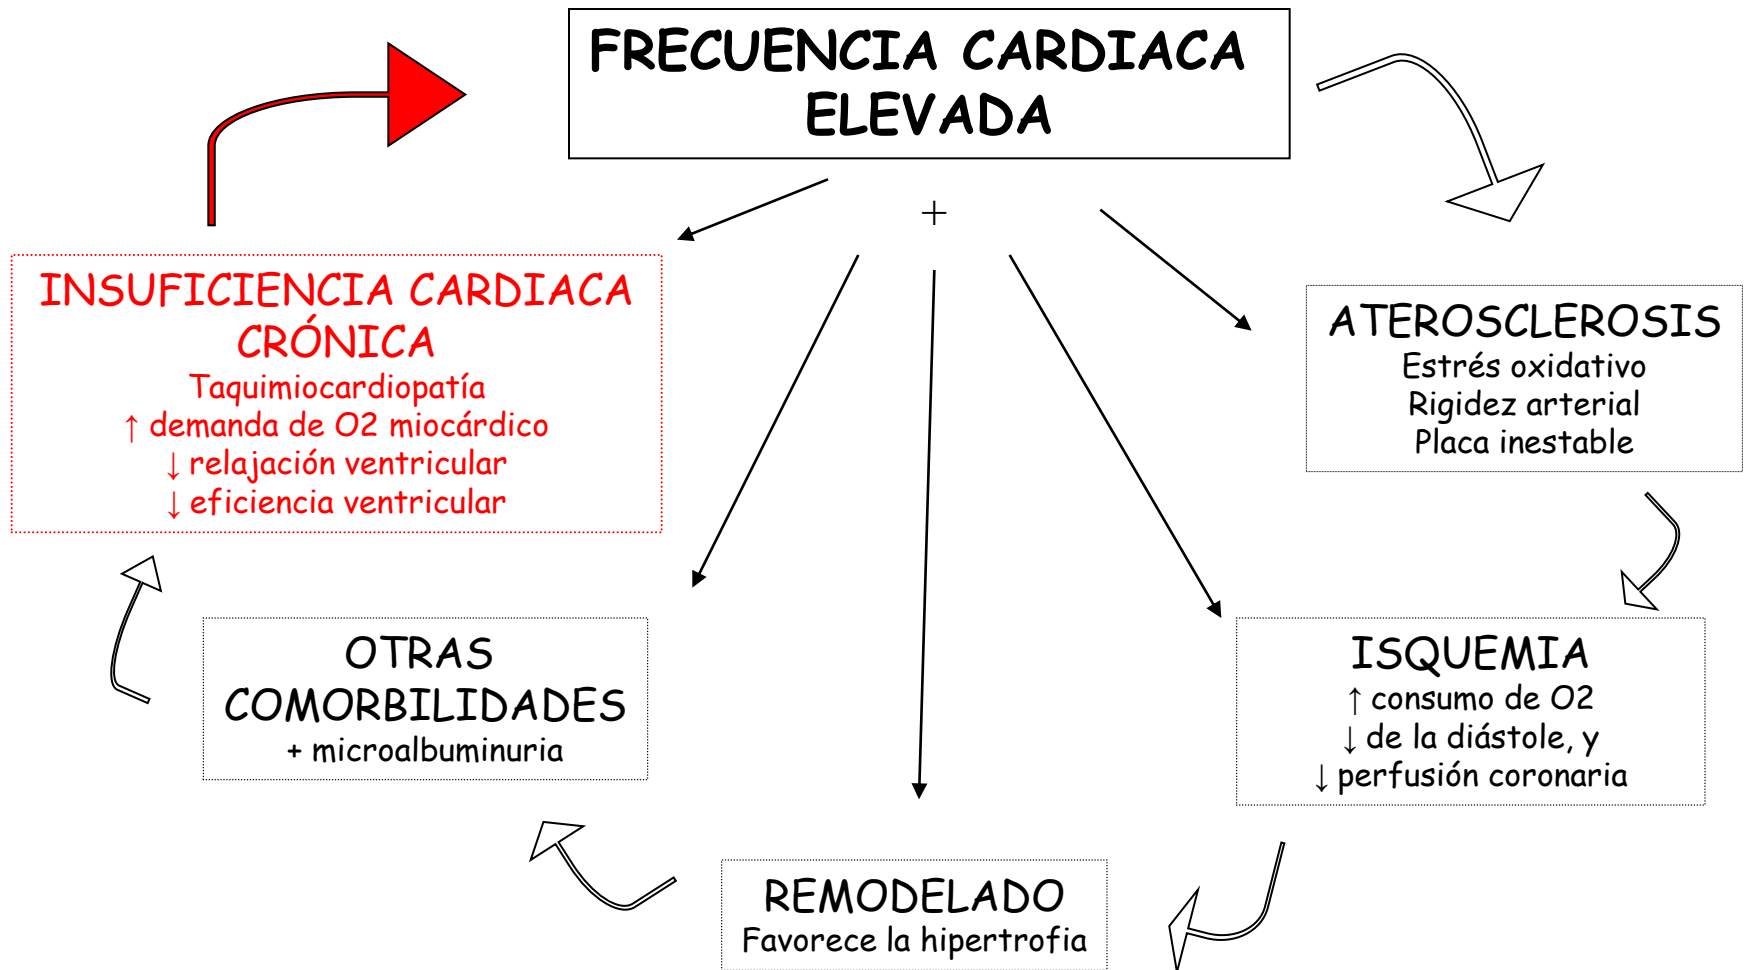 FRECUENCIA CARDIACA
ELEVADA
+
INSUFICIENCIA CARDIACA
CRÓNICA
Taquimiocardiopatía
↑ demanda de O2 miocárdico
↓ relajación ventricular
↓ eficiencia ventricular
ATEROSCLEROSIS
Estrés oxidativo
Rigidez arterial
Placa inestable
OTRAS
COMORBILIDADES
+ microalbuminuria
ISQUEMIA
↑ consumo de O2
↓ de la diástole, y
↓ perfusión coronaria
REMODELADO
Favorece la hipertrofia